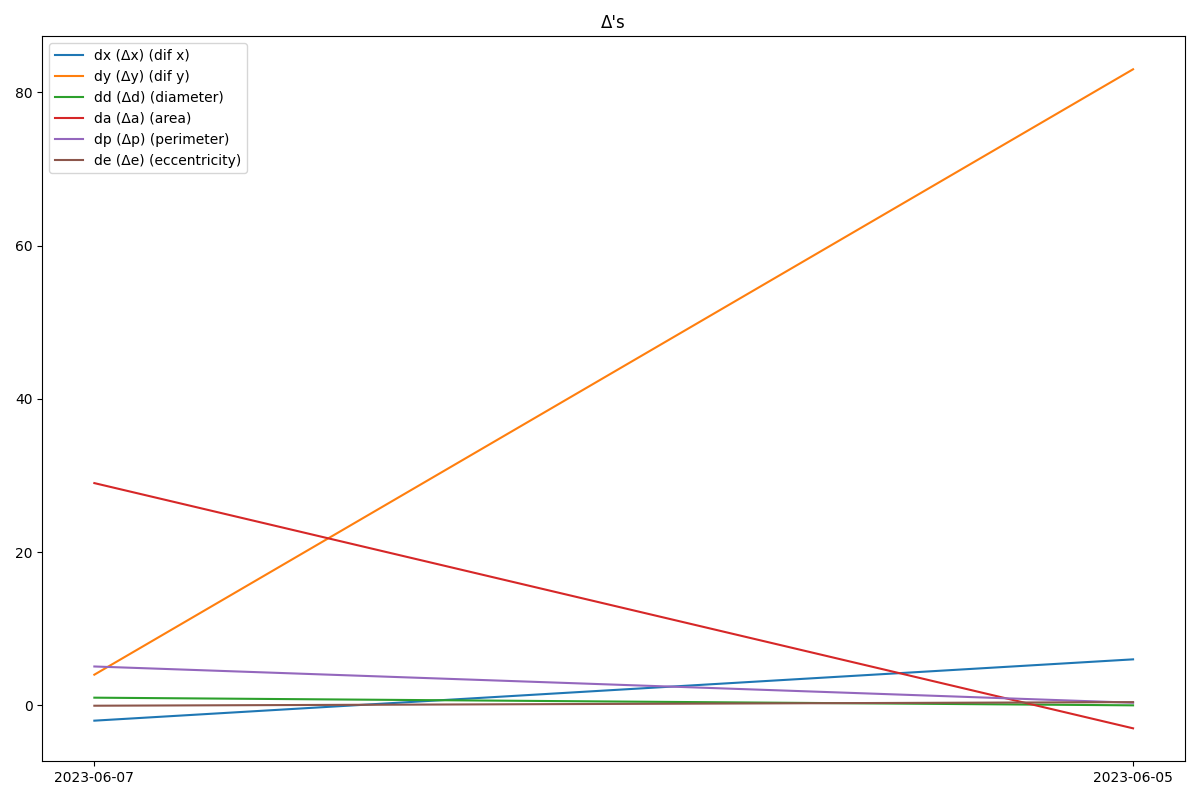 Δ's
dx (Δx) (dif x)
dy (Δy) (dif y)
dd (Δd) (diameter)
da (Δa) (area)
dp (Δp) (perimeter)
de (Δe) (eccentricity)
80
60
40
20
0
2023-06-07 2023-06-05